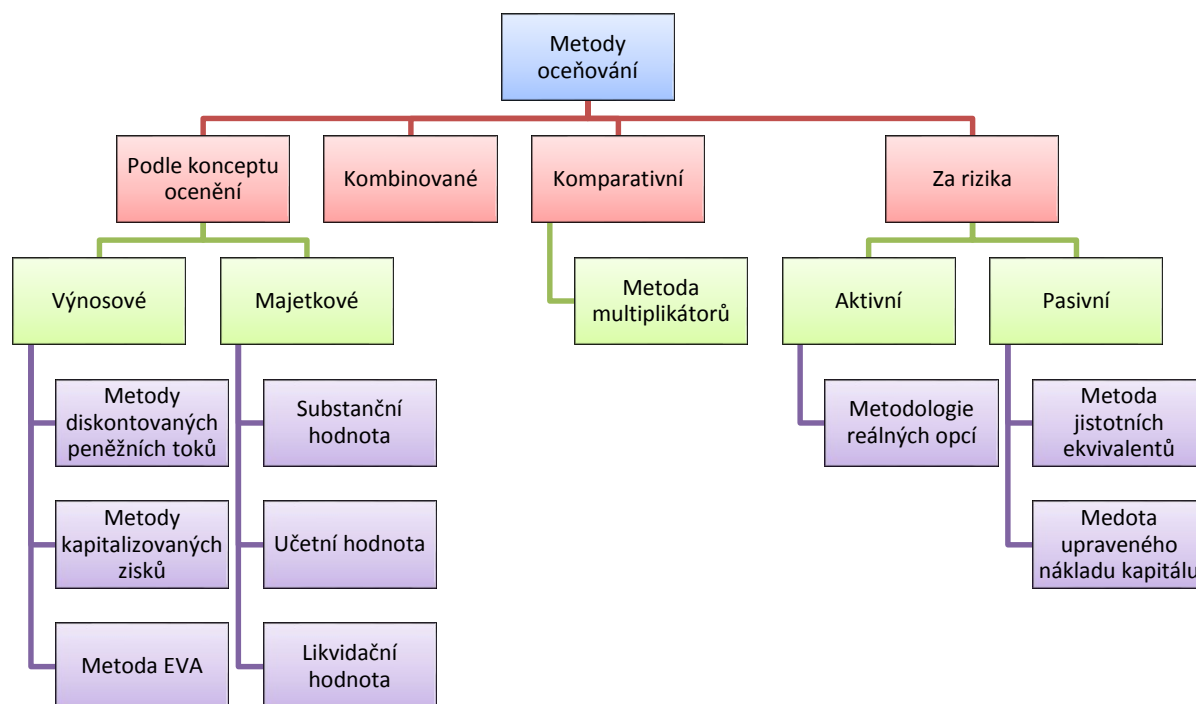 Metody
oceňování
Podle konceptu
ocenění
Kombinované
Komparativní
Za rizika
Výnosové
Majetkové
Metoda
multiplikátorů
Aktivní
Pasivní
Metody
diskontovaných
peněžních toků
Substanční
hodnota
Metodologie
reálných opcí
Metoda
jistotních
ekvivalentů
Metody
kapitalizovaných
zisků
Učetní hodnota
Medota
upraveného
nákladu kapitálu
Metoda EVA
Likvidační
hodnota